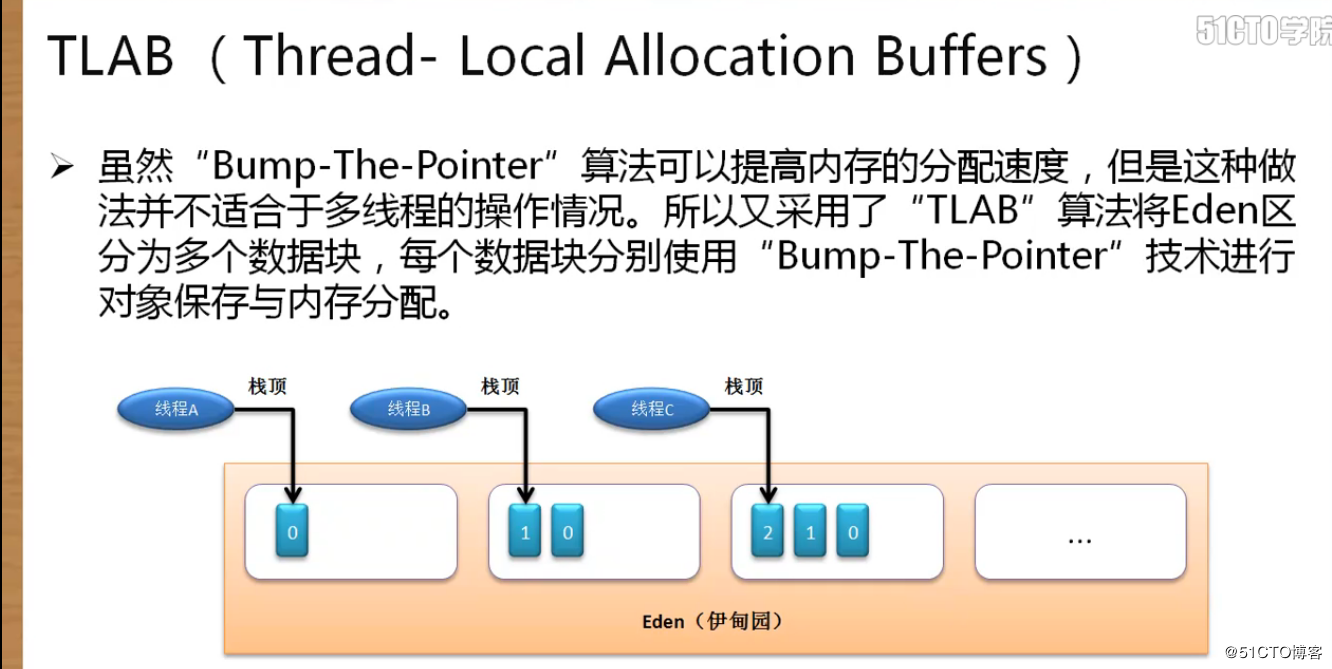 51CTO学院
TLAB （Thread- Local Allocation Buffers）
虽然“Bump-The-Pointer”算法可以提高内存的分配速度，但是这种做
法并不适合于多线程的操作情况。所以又采用了“TLAB”算法将Eden区
分为多个数据块，每个数据块分别使用“Bump-The-Pointer”技术进行
对象保存与内存分配。
栈顶 栈顶 栈顶
线程A 线程B 线程C
0 1 0 2 1 0 ...
Eden（伊甸园）
@51CTO博客